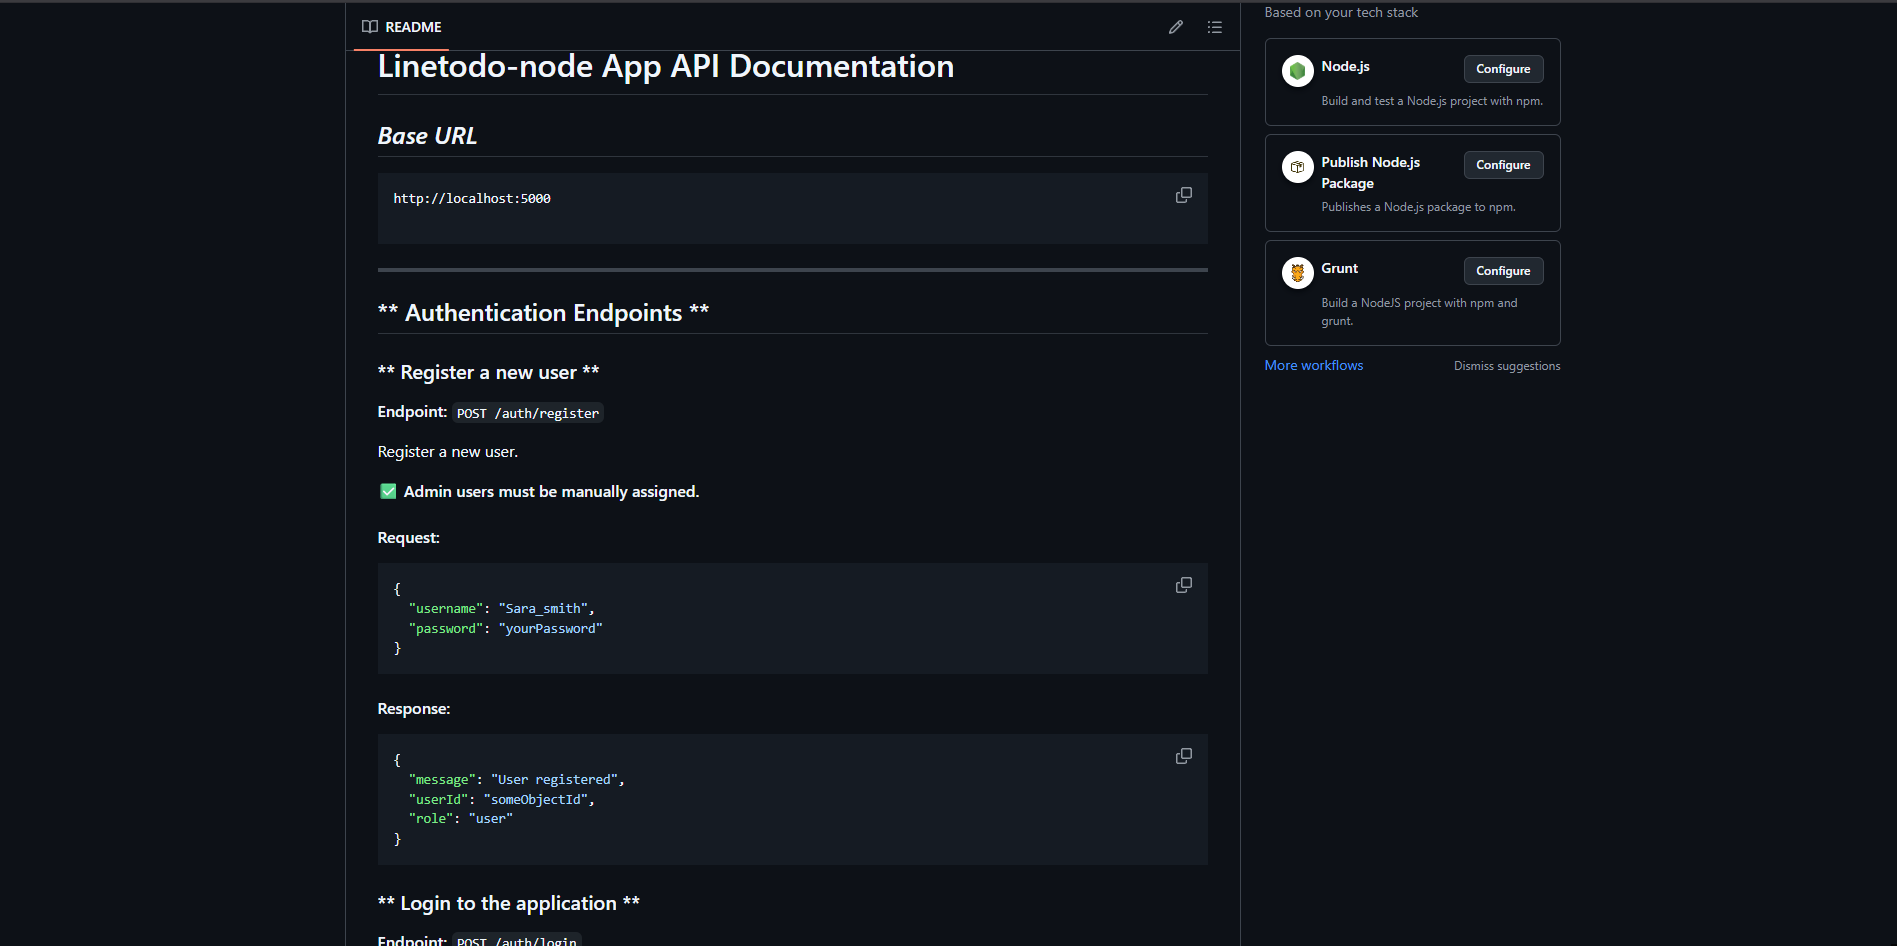 README
Linetodo-node App API Documentation
Base URL
http://localhost:5000
** Authentication Endpoints **
** Register a new user **
Endpoint: POST /auth/register
Register a new user.
✅ Admin users must be manually assigned.
Request:
{
"username": "Sara_smith",
"password": "yourPassword"
}
Response:
{
"message": "User registered",
"userId": "someObjectId",
"role": "user"
}
** Login to the application **
Endpoint: POST /auth/login
Based on your tech stack
Node.js
Configure
Build and test a Node.js project with npm.
Publish Node.js
Package
Configure
Publishes a Node.js package to npm.
Grunt
Configure
Build a NodeJS project with npm and
grunt.
More workflows
Dismiss suggestions